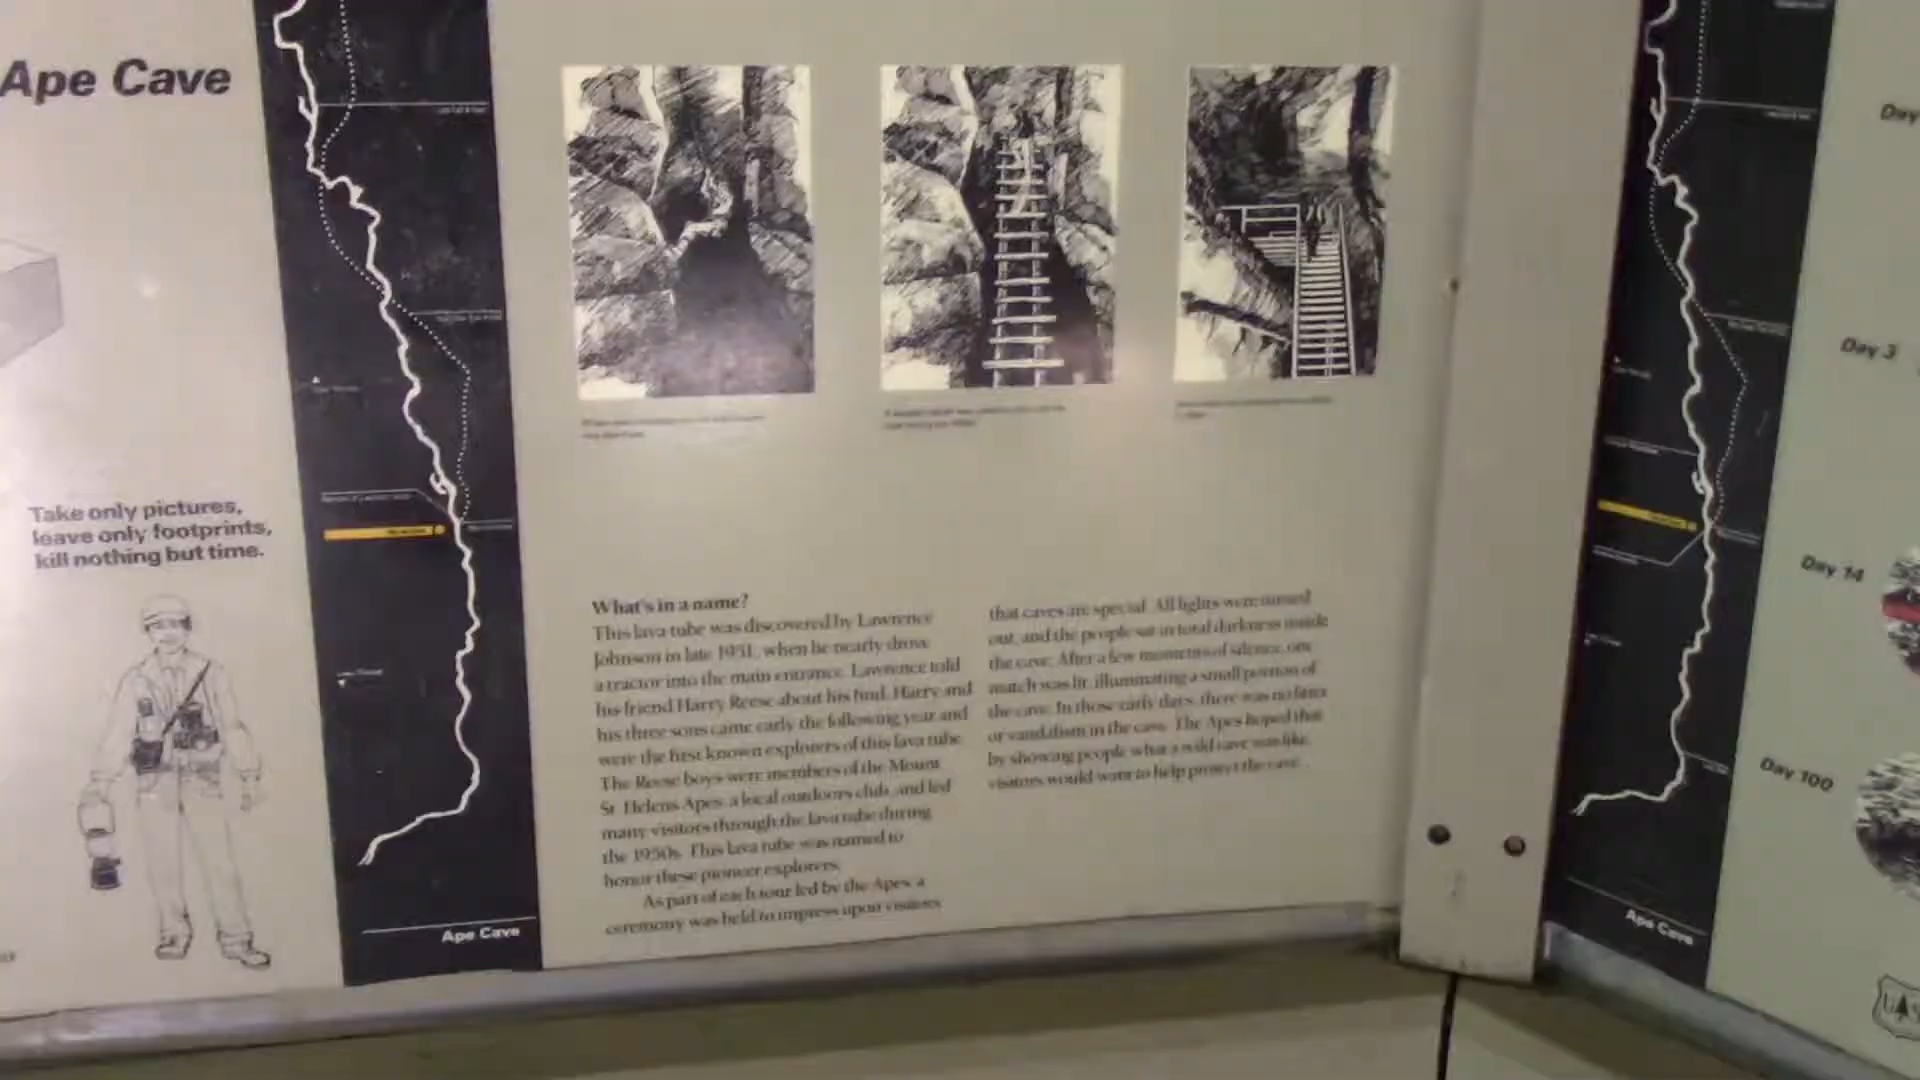 Ape Cave
Take only pictures,
leave only footprints,
kill nothing but time.
Ape Cave
What's in a name?
This lava tube was discovered by Lawrence
Johnson in late 1951, when he nearly drove
a tractor into the main entrance. Lawrence told
his friend Harry Reese about his find. Harry and
his three sons came early the following year and
were the first known explorers of this lava tube.
The Reese boys were members of the Mount
St. Helens Apes, a local outdoors club, and led
many visitors through the lava tube during
the 1950s. This lava tube was named to
honor these pioneer explorers.
As part of each tour led by the Apes, a
ceremony was held to impress upon visitors
that caves are special. All lights were turned
out, and the people sat in total darkness inside
the cave. After a few moments of silence, one
match was lit, illuminating a small portion of
the cave. In those early days, there was no litter
or vandalism in the cave. The Apes hoped that
by showing people what a wild cave was like,
visitors would want to help protect the cave.
Ape Cave
Day
Day 3
Day 14
Day 100